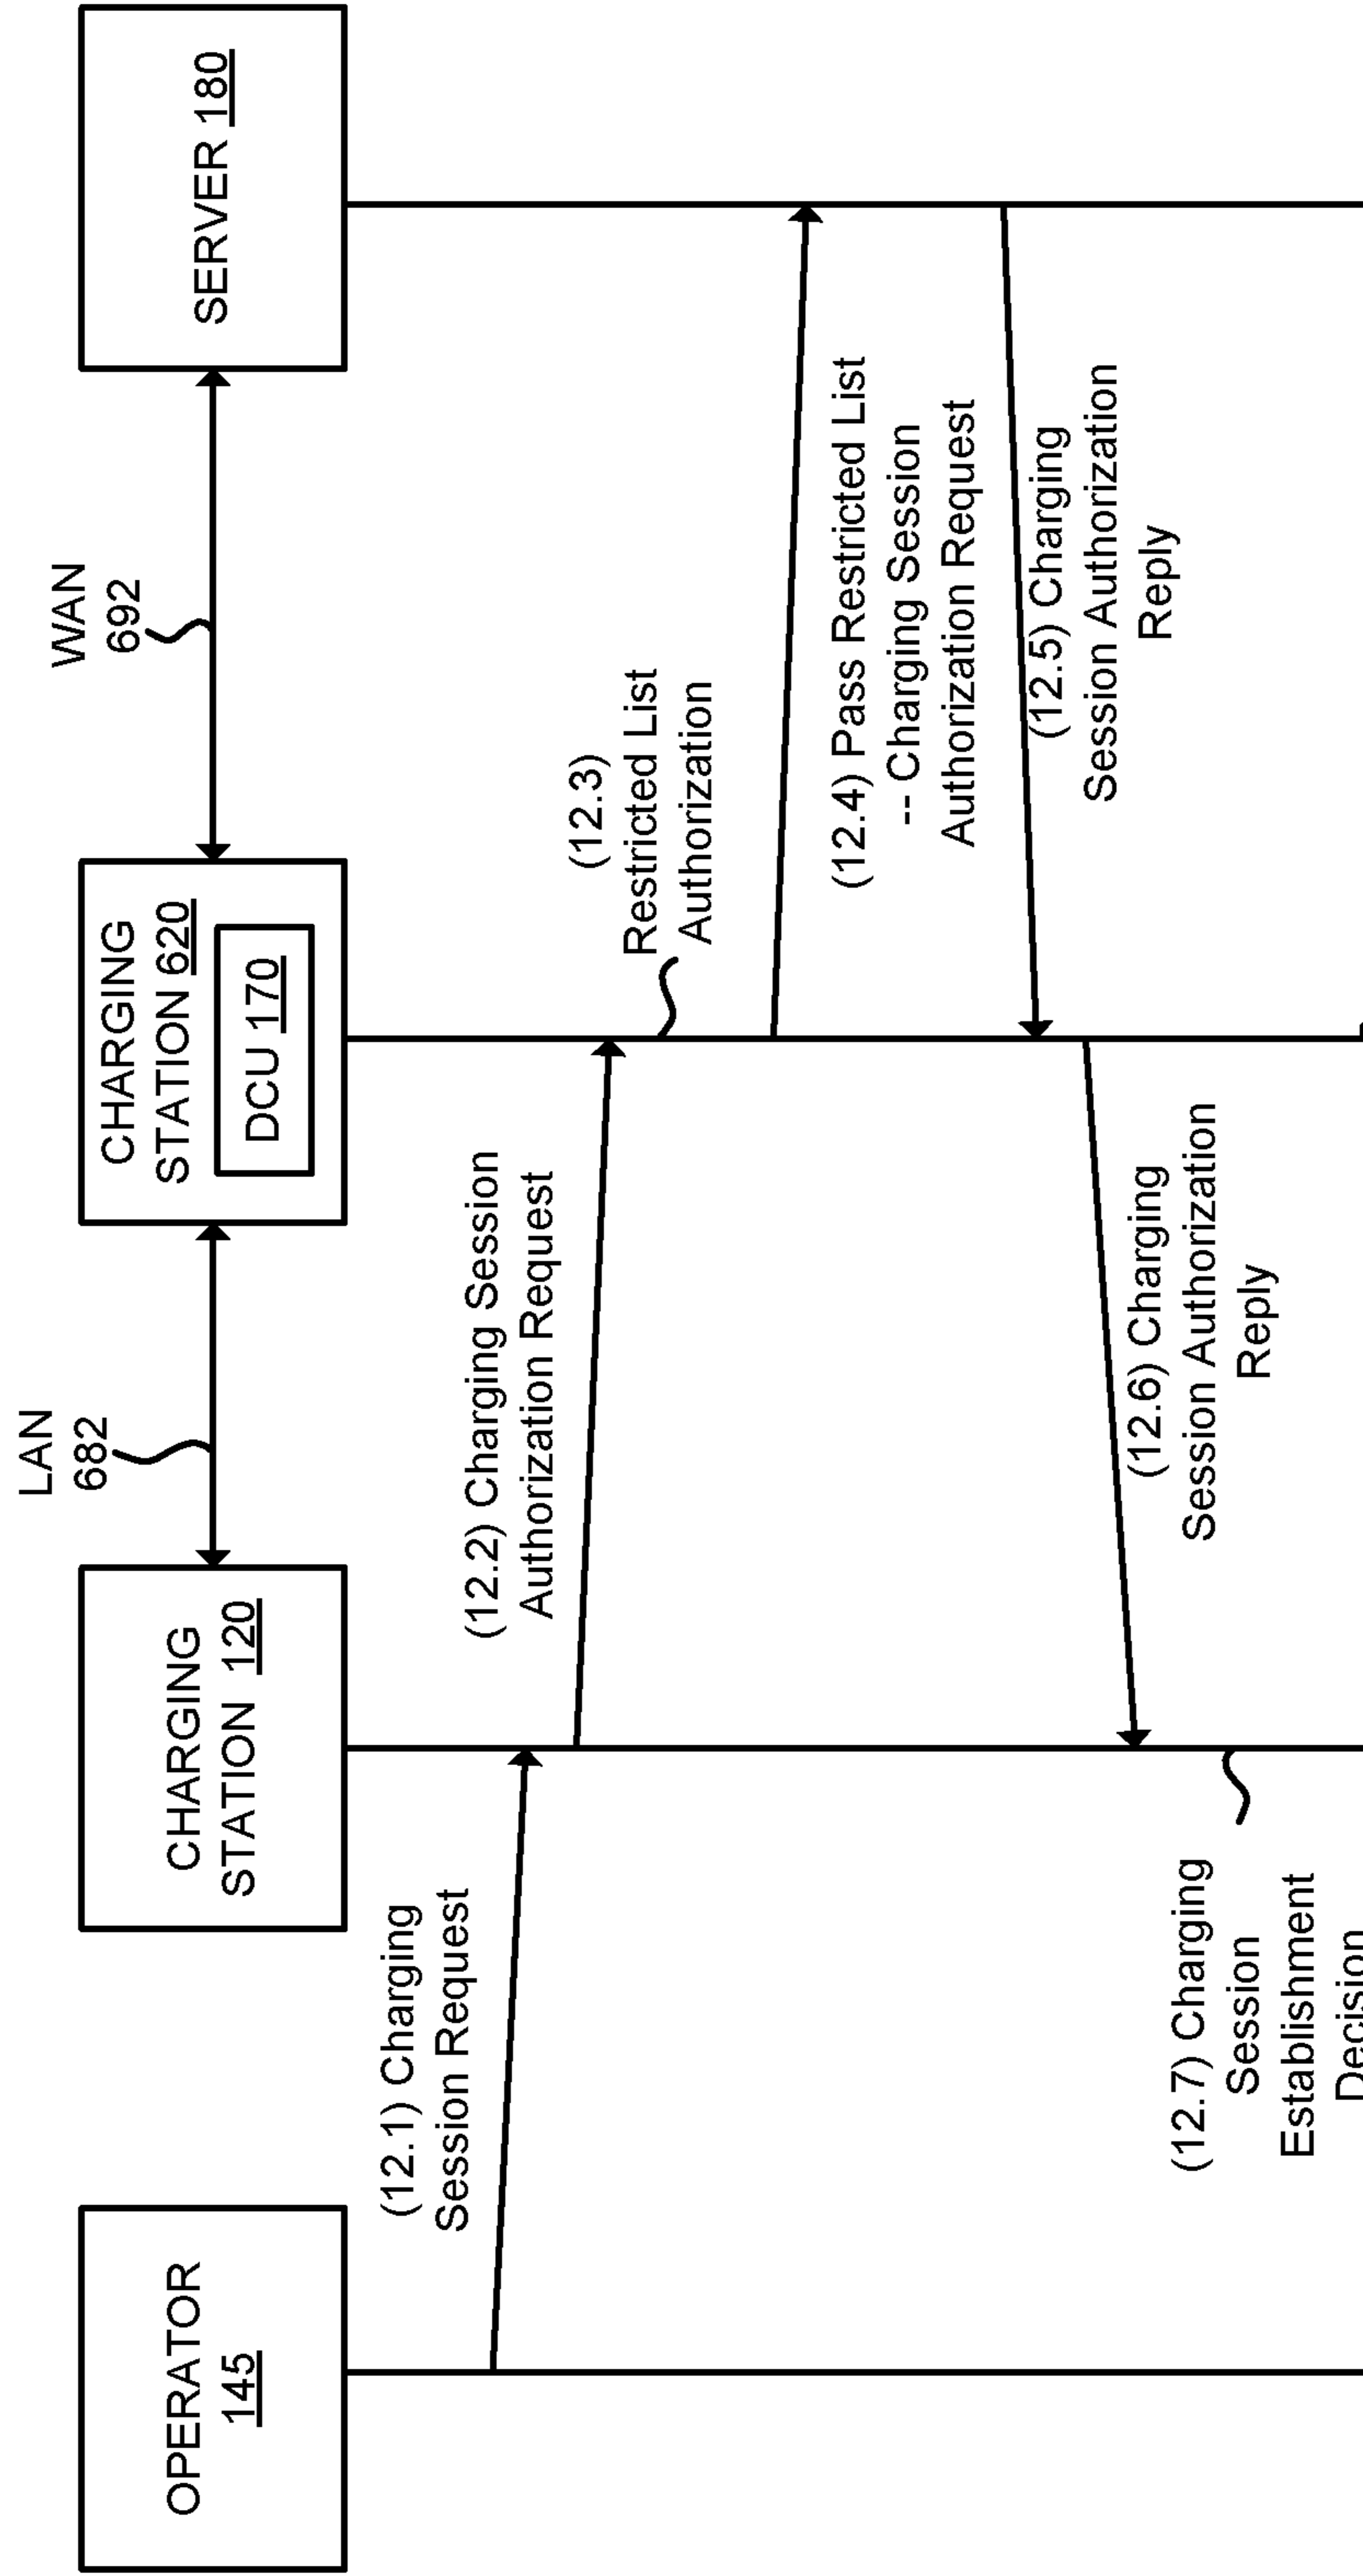 OPERATOR
145
CHARGING
STATION 120
LAN
682
CHARGING
STATION 620
DCU 170
WAN
692
SERVER 180
(12.1) Charging
Session Request
(12.2) Charging Session
Authorization Request
(12.3)
Restricted List
Authorization
(12.4) Pass Restricted List
-- Charging Session
Authorization Request
(12.5) Charging
Session Authorization
Reply
(12.6) Charging
Session Authorization
Reply
(12.7) Charging
Session
Establishment
Decision